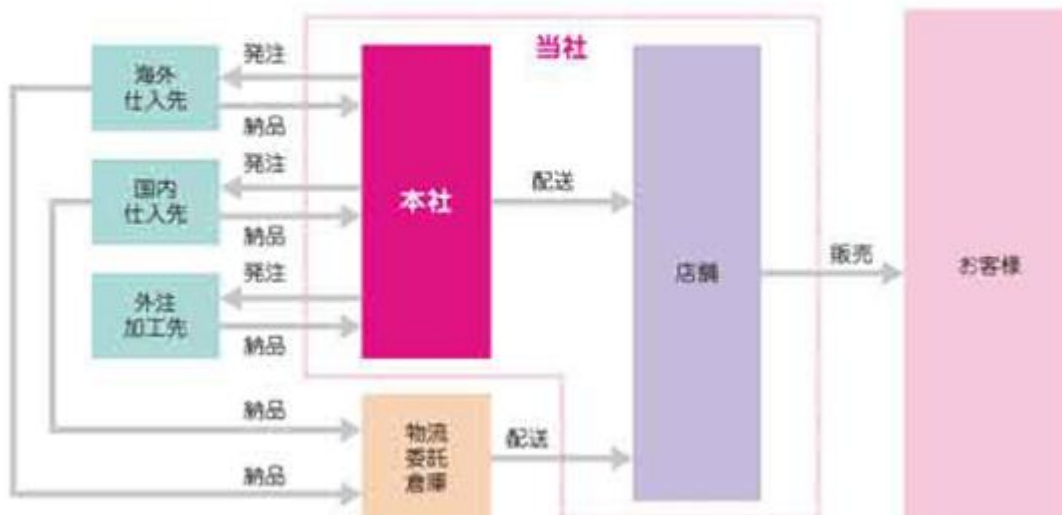 当社
海外
仕入先
発注
納品
国内
仕入先
発注
納品
外注
加工先
発注
納品
本社
配送
店舗
販売
お客様
納品
納品
物流
委託
倉庫
配送